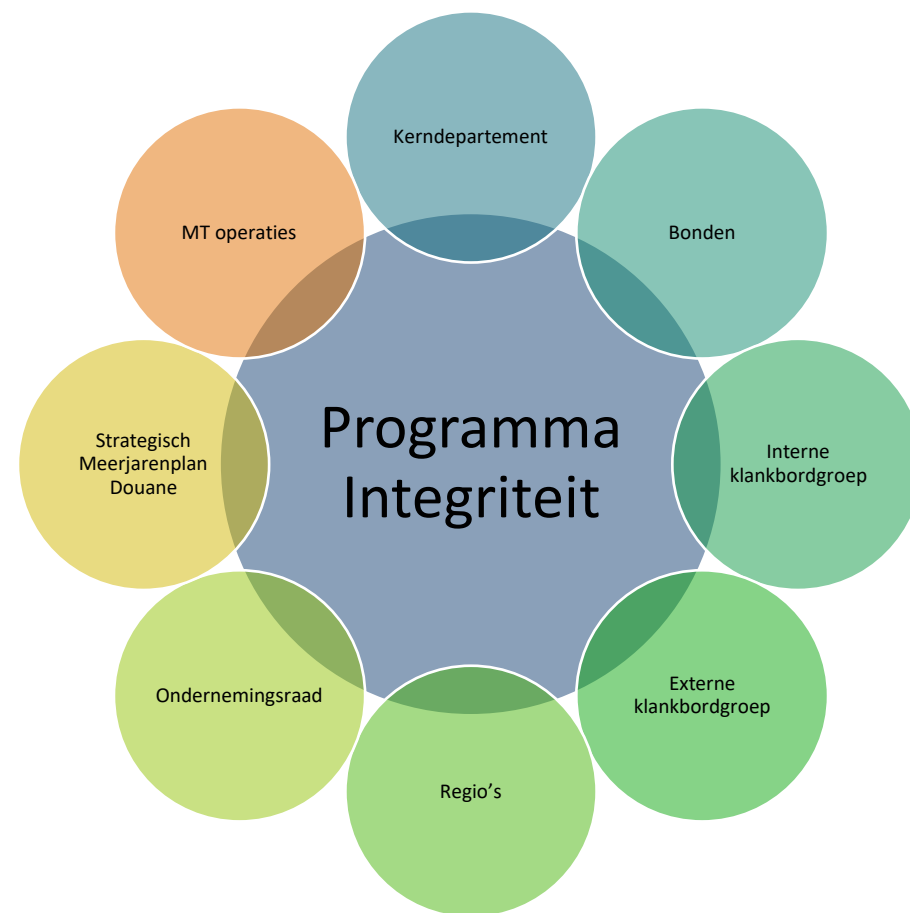 Kerndepartement
MT operaties
Bonden
Programma
Integriteit
Strategisch
Meerjarenplan
Douane
Interne
klankbordgroep
Ondernemingsraad
Externe
klankbordgroep
Regio’s